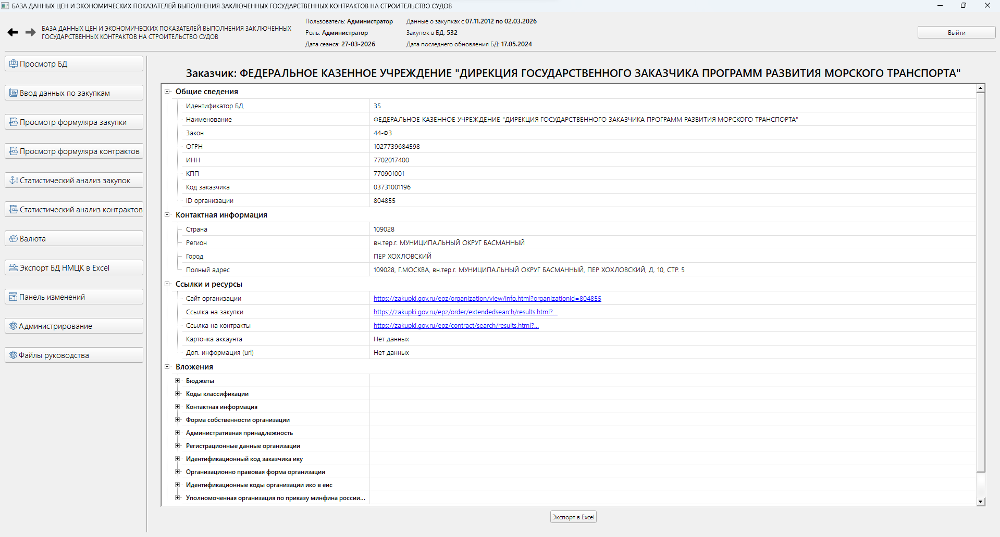 БАЗА ДАННЫХ ЦЕН И ЭКОНОМИЧЕСКИХ ПОКАЗАТЕЛЕЙ ВЫПОЛНЕНИЯ ЗАКЛЮЧЕННЫХ ГОСУДАРСТВЕННЫХ КОНТРАКТОВ НА СТРОИТЕЛЬСТВО СУДОВ
БАЗА ДАННЫХ ЦЕН И ЭКОНОМИЧЕСКИХ ПОКАЗАТЕЛЕЙ ВЫПОЛНЕНИЯ ЗАКЛЮЧЕННЫХ
ГОСУДАРСТВЕННЫХ КОНТРАКТОВ НА СТРОИТЕЛЬСТВО СУДОВ
Пользователь: Администратор
Роль: Администратор
Дата сеанса: 27-03-2026
Данные о закупках с 07.11.2012 по 02.03.2026
Закупок в БД: 532
Дата последнего обновления БД: 17.05.2024
Выйти
Просмотр БД
Ввод данных по закупкам
Просмотр формуляра закупки
Просмотр формуляра контрактов
Статистический анализ закупок
Статистический анализ контрактов
Валюта
Экспорт БД НМЦК в Excel
Панель изменений
Администрирование
Файлы руководства
Заказчик: ФЕДЕРАЛЬНОЕ КАЗЕННОЕ УЧРЕЖДЕНИЕ "ДИРЕКЦИЯ ГОСУДАРСТВЕННОГО ЗАКАЗЧИКА ПРОГРАММ РАЗВИТИЯ МОРСКОГО ТРАНСПОРТА"
Общие сведения
Идентификатор БД 35
Наименование ФЕДЕРАЛЬНОЕ КАЗЕННОЕ УЧРЕЖДЕНИЕ "ДИРЕКЦИЯ ГОСУДАРСТВЕННОГО ЗАКАЗЧИКА ПРОГРАММ РАЗВИТИЯ МОРСКОГО ТРАНСПОРТА"
Закон 44-ФЗ
ОГРН 1027739684598
ИНН 7702017400
КПП 770901001
Код заказчика 03731001196
ID организации 804855
Контактная информация
Страна 109028
Регион вн.тер.г. МУНИЦИПАЛЬНЫЙ ОКРУГ БАСМАННЫЙ
Город ПЕР ХОХЛОВСКИЙ
Полный адрес 109028, Г.МОСКВА, вн.тер.г. МУНИЦИПАЛЬНЫЙ ОКРУГ БАСМАННЫЙ, ПЕР ХОХЛОВСКИЙ, Д. 10, СТР. 5
Ссылки и ресурсы
Сайт организации https://zakupki.gov.ru/epz/organization/view/info.html?organizationId=804855
Ссылка на закупки https://zakupki.gov.ru/epz/order/extendedsearch/results.html?...
Ссылка на контракты https://zakupki.gov.ru/epz/contract/search/results.html?...
Карточка аккаунта Нет данных
Доп. информация (url) Нет данных
Вложения
Бюджеты
Коды классификации
Контактная информация
Форма собственности организации
Административная принадлежность
Регистрационные данные организации
Идентификационный код заказчика ику
Организационно правовая форма организации
Идентификационные коды организации ико в еис
Уполномоченная организация по приказу минфина россии...
Экспорт в Excel